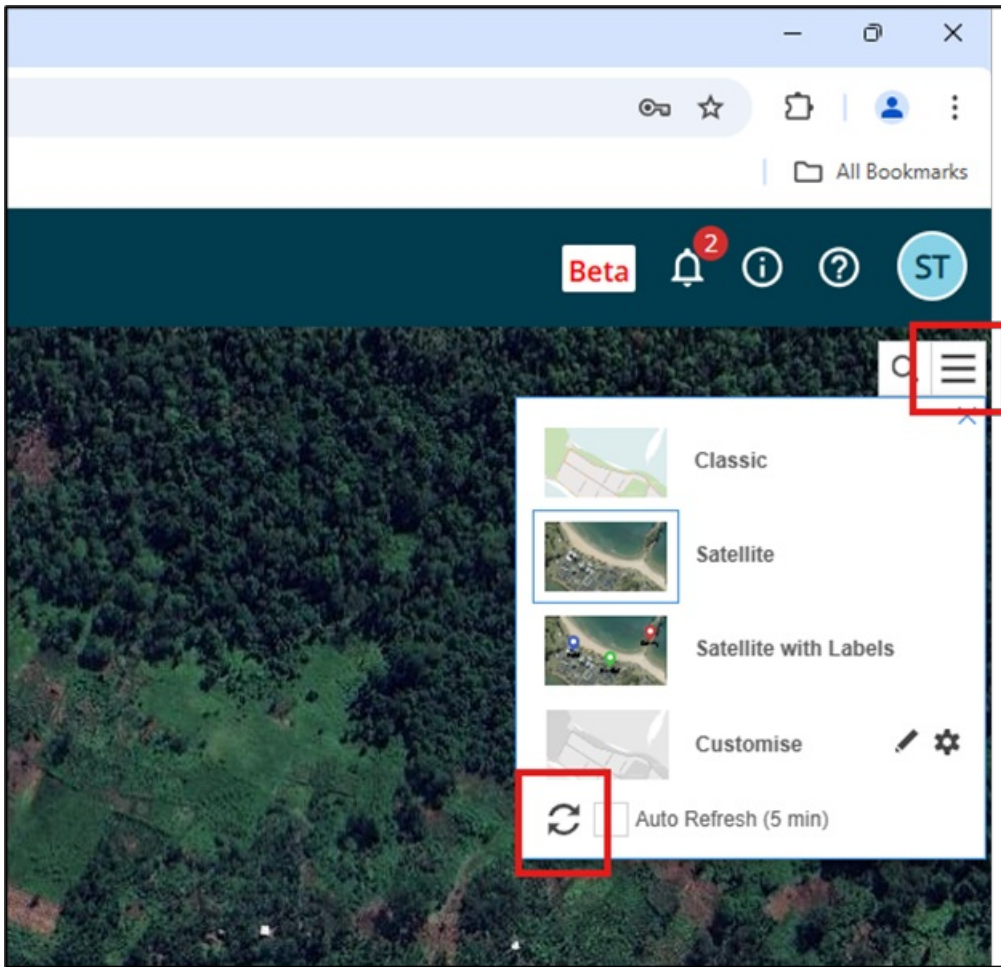 All Bookmarks
Beta
2
ST
Classic
Satellite
Satellite with Labels
Customise
Auto Refresh (5 min)